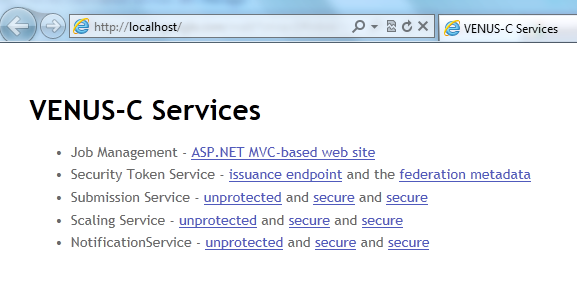 http://localhost/
VENUS-C Services
VENUS-C Services
• Job Management - ASP.NET MVC-based web site
• Security Token Service - issuance endpoint and the federation metadata
• Submission Service - unprotected and secure and secure
• Scaling Service - unprotected and secure and secure
• NotificationService - unprotected and secure and secure